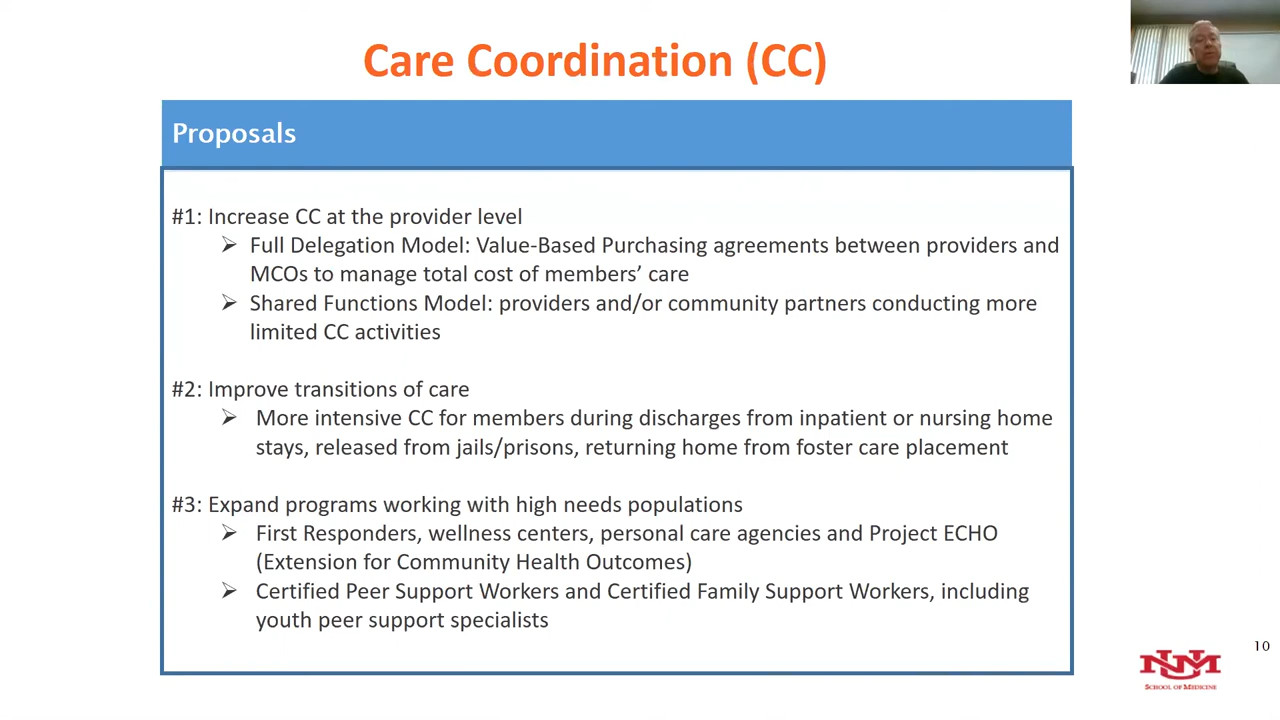 Care Coordination (CC)
Proposals
#1: Increase CC at the provider level
➢ Full Delegation Model: Value-Based Purchasing agreements between providers and
MCOs to manage total cost of members’ care
➢ Shared Functions Model: providers and/or community partners conducting more
limited CC activities
#2: Improve transitions of care
➢ More intensive CC for members during discharges from inpatient or nursing home
stays, released from jails/prisons, returning home from foster care placement
#3: Expand programs working with high needs populations
➢ First Responders, wellness centers, personal care agencies and Project ECHO
(Extension for Community Health Outcomes)
➢ Certified Peer Support Workers and Certified Family Support Workers, including
youth peer support specialists
10
UNM
SCHOOL OF MEDICINE